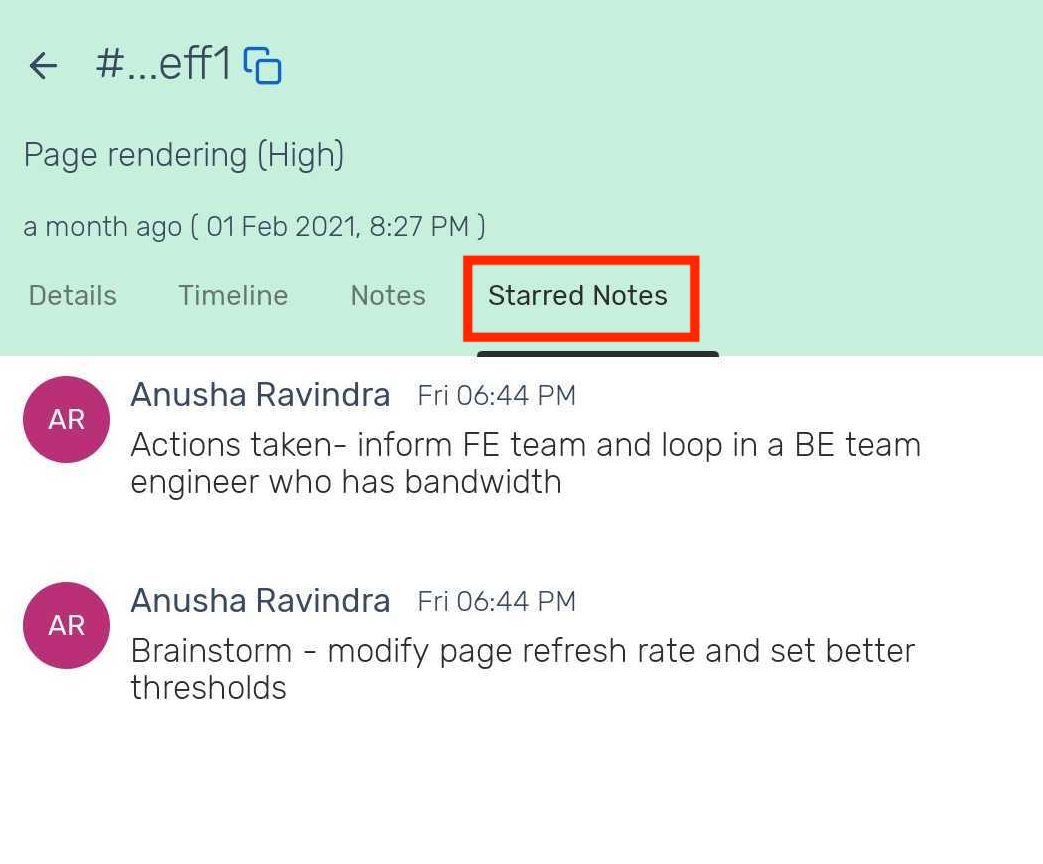 #...eff1
Page rendering (High)
a month ago ( 01 Feb 2021, 8:27 PM )
Details Timeline Notes Starred Notes
AR Anusha Ravindra Fri 06:44 PM
Actions taken- inform FE team and loop in a BE team
engineer who has bandwidth
AR Anusha Ravindra Fri 06:44 PM
Brainstorm - modify page refresh rate and set better
thresholds